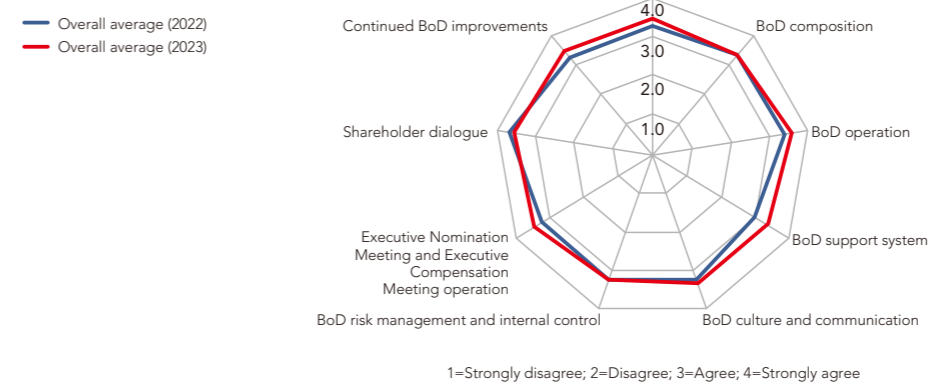 Overall average (2022)
Overall average (2023)
4.0
3.0
2.0
1.0
Continued BoD improvements
BoD composition
Shareholder dialogue
BoD operation
Executive Nomination
Meeting and Executive
Compensation
Meeting operation
BoD support system
BoD risk management and internal control
BoD culture and communication
1=Strongly disagree; 2=Disagree; 3=Agree; 4=Strongly agree